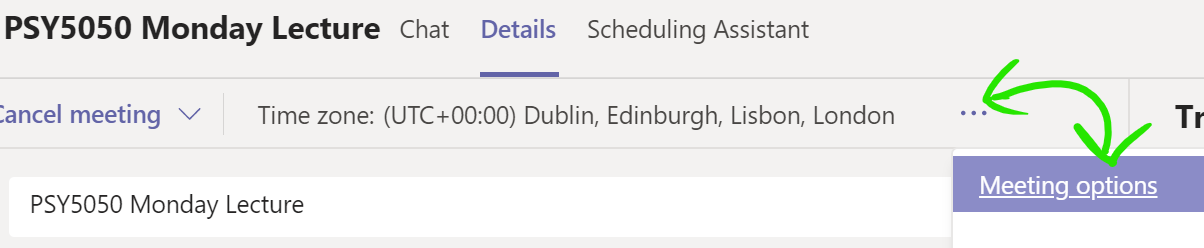 PSY5050 Monday Lecture Chat Details Scheduling Assistant
Cancel meeting Time zone: (UTC+00:00) Dublin, Edinburgh, Lisbon, London ... Tr
PSY5050 Monday Lecture
Meeting options